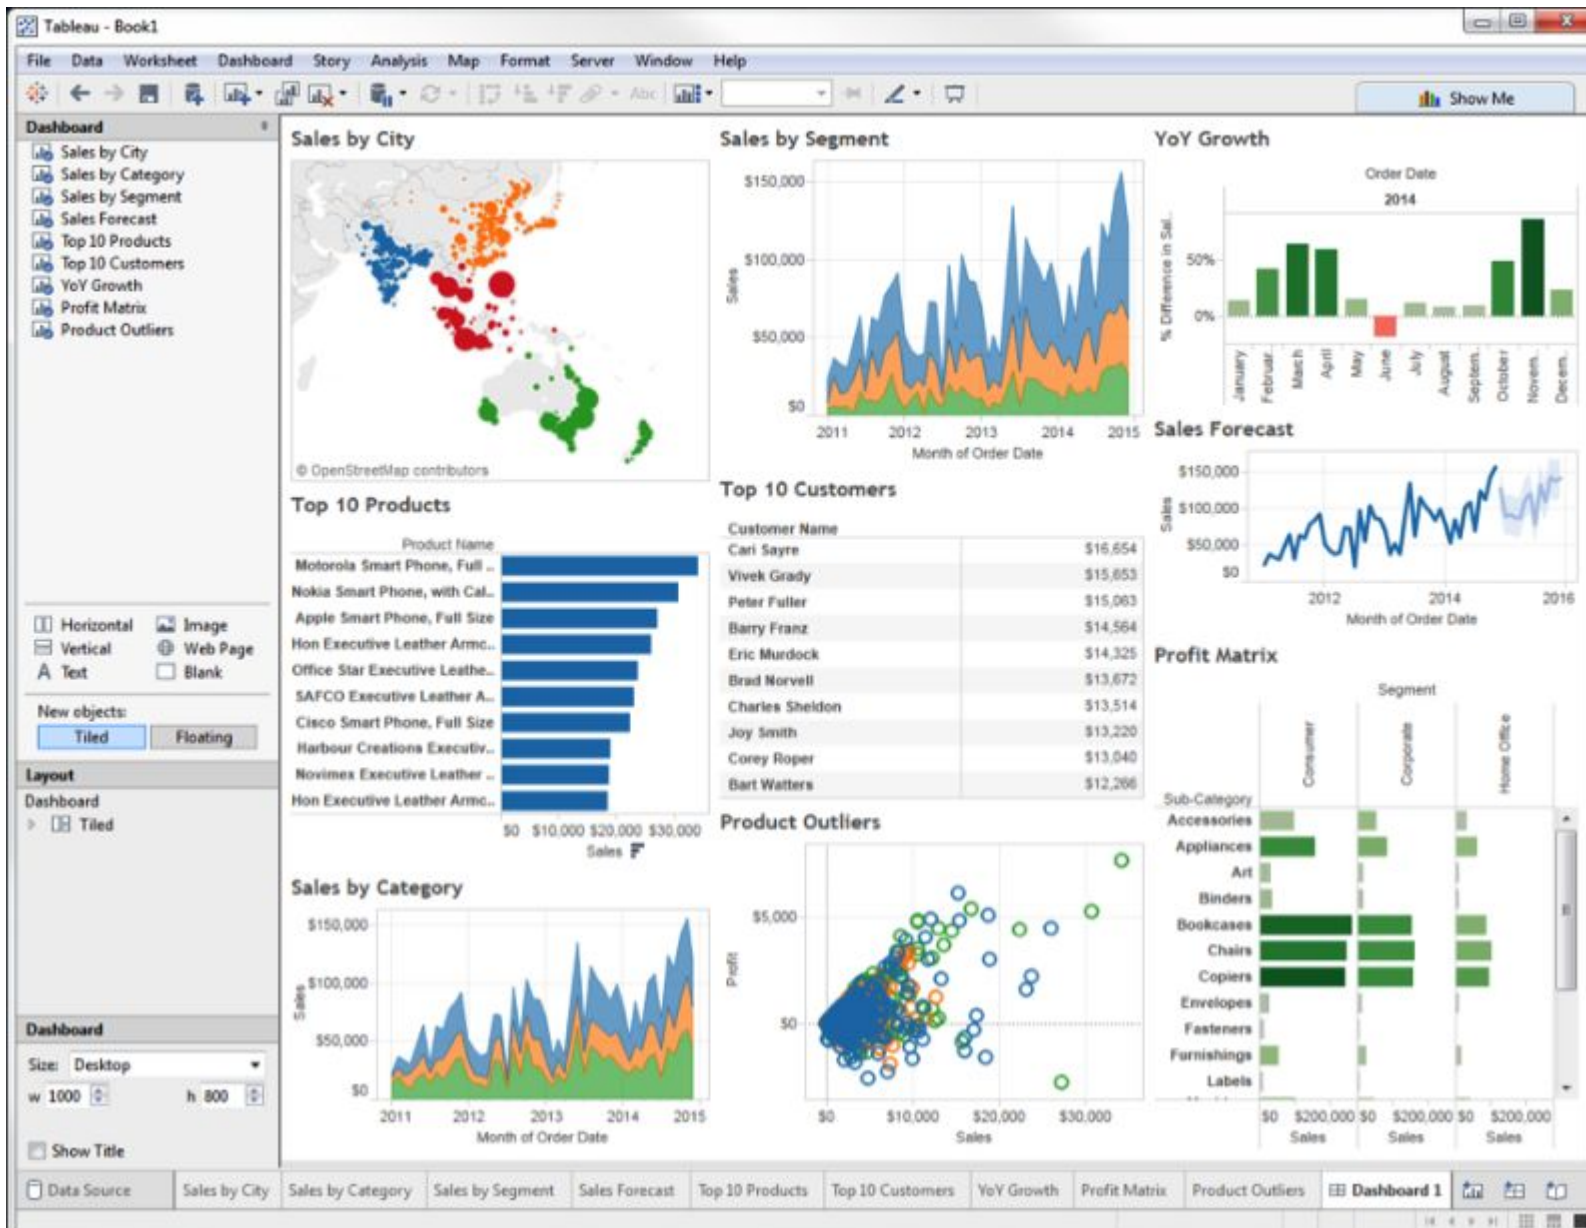 Tableau - Book1
File Data Worksheet Dashboard Story Analysis Map Format Server Window Help
Abc
Show Me
Dashboard
Sales by City
Sales by Category
Sales by Segment
Sales Forecast
Top 10 Products
Top 10 Customers
YoY Growth
Profit Matrix
Product Outliers
Horizontal Image
Vertical Web Page
A Text Blank
New objects:
Tiled Floating
Layout
Dashboard
Tiled
Dashboard
Size: Desktop
w 1000 h 800
Show Title
Sales by City
© OpenStreetMap contributors
Top 10 Products
Product Name
Motorola Smart Phone, Full ..
Nokia Smart Phone, with Cal..
Apple Smart Phone, Full Size
Hon Executive Leather Armc..
Office Star Executive Leathe..
SAFCO Executive Leather A..
Cisco Smart Phone, Full Size
Harbour Creations Executiv..
Novimex Executive Leather ..
Hon Executive Leather Armc..
$0 $10,000 $20,000 $30,000
Sales
Sales by Category
$150,000
$100,000
$50,000
$0
Sales
2011 2012 2013 2014 2015
Month of Order Date
Sales by Segment
$150,000
$100,000
$50,000
$0
Sales
2011 2012 2013 2014 2015
Month of Order Date
Top 10 Customers
Customer Name
Cari Sayre $16,654
Vivek Grady $15,653
Peter Fuller $15,063
Barry Franz $14,564
Eric Murdock $14,325
Brad Norvell $13,672
Charles Sheldon $13,514
Joy Smith $13,220
Corey Roper $13,040
Bart Watters $12,266
Product Outliers
$5,000
$0
Profit
$0 $10,000 $20,000 $30,000
Sales
YoY Growth
Order Date
2014
% Difference in Sal..
50%
0%
January Februar.. March April May June July August Septem.. October Novem.. Decem..
Sales Forecast
$150,000
$100,000
$50,000
$0
Sales
2012 2014 2016
Month of Order Date
Profit Matrix
Segment
Consumer Corporate Home Office
Sub-Category
Accessories
Appliances
Art
Binders
Bookcases
Chairs
Copiers
Envelopes
Fasteners
Furnishings
Labels
$0 $200,000 $0 $200,000 $0 $200,000
Sales Sales Sales
Data Source Sales by City Sales by Category Sales by Segment Sales Forecast Top 10 Products Top 10 Customers YoY Growth Profit Matrix Product Outliers Dashboard 1